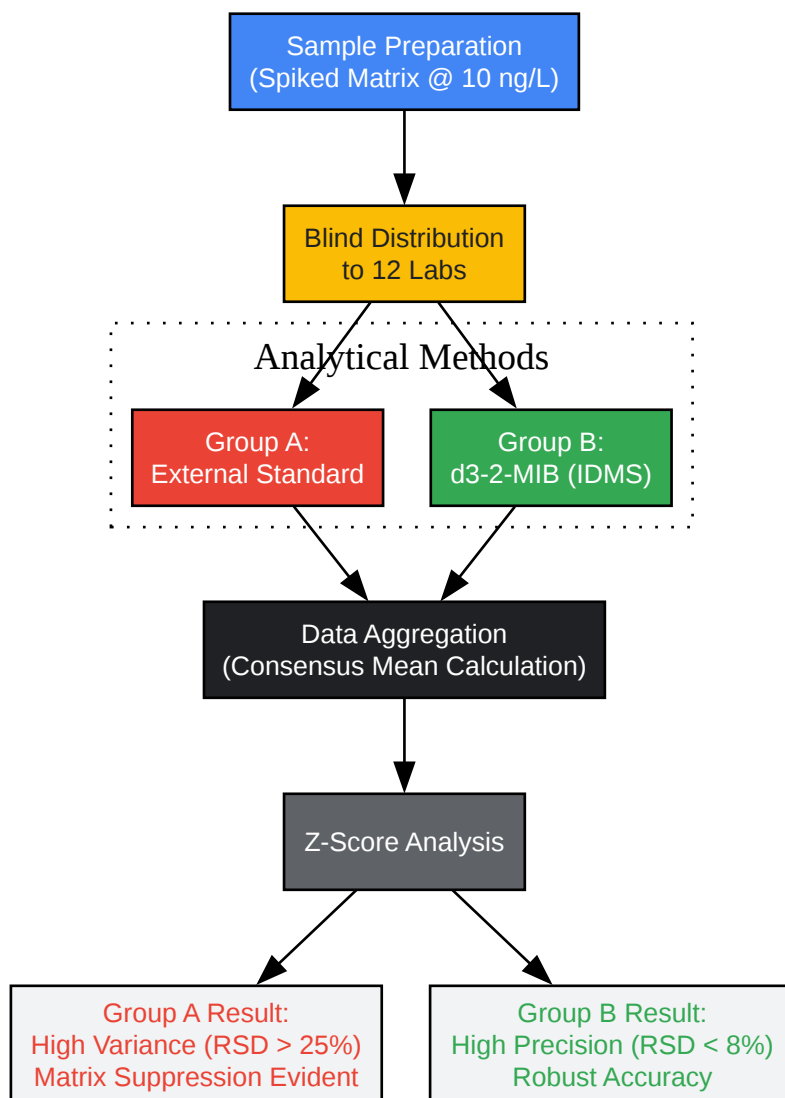 Sample Preparation
(Spiked Matrix @ 10 ng/L)
Blind Distribution
to 12 Labs
Analytical Methods
Group A:
External Standard
Group B:
d3-2-MIB (IDMS)
Data Aggregation
(Consensus Mean Calculation)
Z-Score Analysis
Group A Result:
High Variance (RSD > 25%)
Matrix Suppression Evident
Group B Result:
High Precision (RSD < 8%)
Robust Accuracy